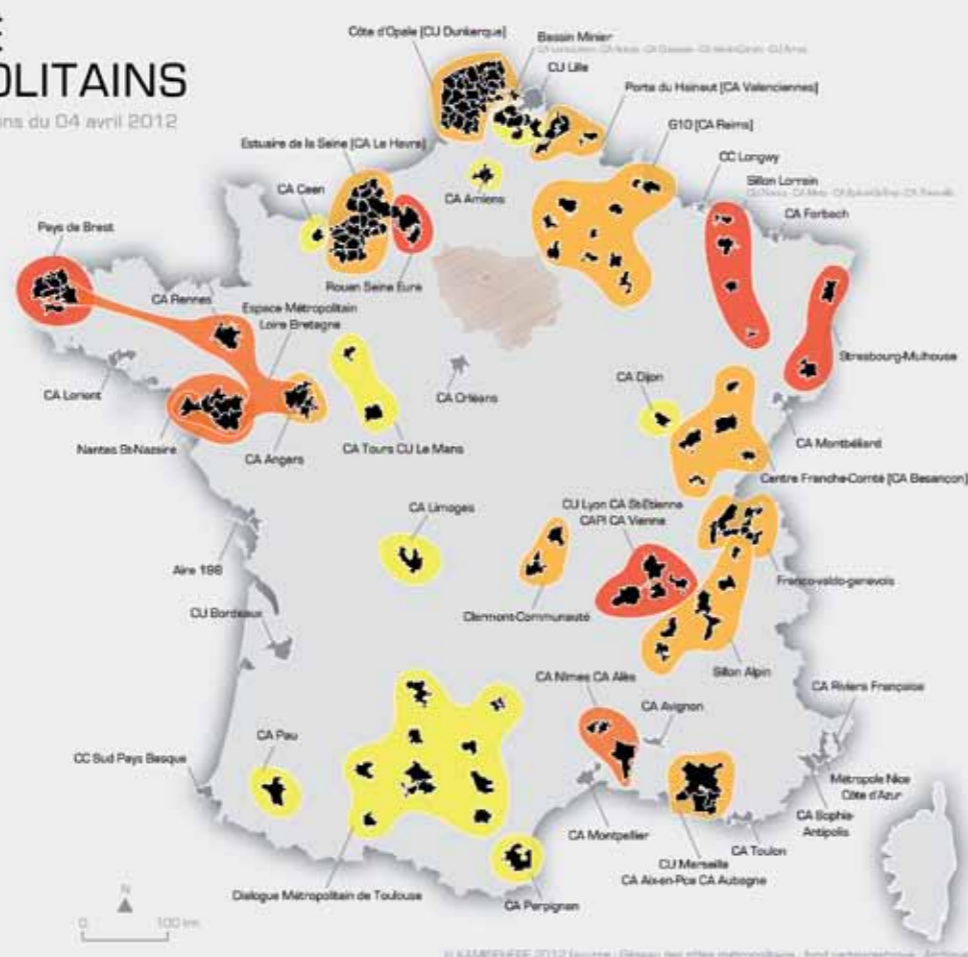 OLITAINS
ns du 04 avril 2012
Côte d'Opale [CU Dunkerque]
Bassin Minier
CU Lille
Porte du Hainaut [CA Valenciennes]
Estuaire de la Seine [CA Le Havre]
G10 [CA Reims]
CC Longwy
Sillon Lorrain
CA Caen
CA Amiens
CA Forbach
Pays de Brest
Rouen Seine Eure
CA Rennes
Espace Métropolitain
Loire Bretagne
Strasbourg-Mulhouse
CA Lorient
CA Orléans
CA Dijon
CA Montbéliard
Nantes St-Nazaire
CA Angers
CA Tours CU Le Mans
Centre Franche-Comté [CA Besançon]
CA Limoges
CU Lyon CA St-Etienne
CAPI CA Vienne
Aire 198
Franco-valdo-genevois
CU Bordeaux
Clermont-Communauté
Sillon Alpin
CA Nîmes CA Alès
CA Riviera Française
CA Avignon
CA Pau
CC Sud Pays Basque
Métropole Nice
Côte d'Azur
CA Sophia-
Antipolis
CA Montpellier
CA Toulon
CU Marseille
CA Aix-en-Pce CA Aubagne
Dialogue Métropolitain de Toulouse
CA Perpignan
N
0 100 km